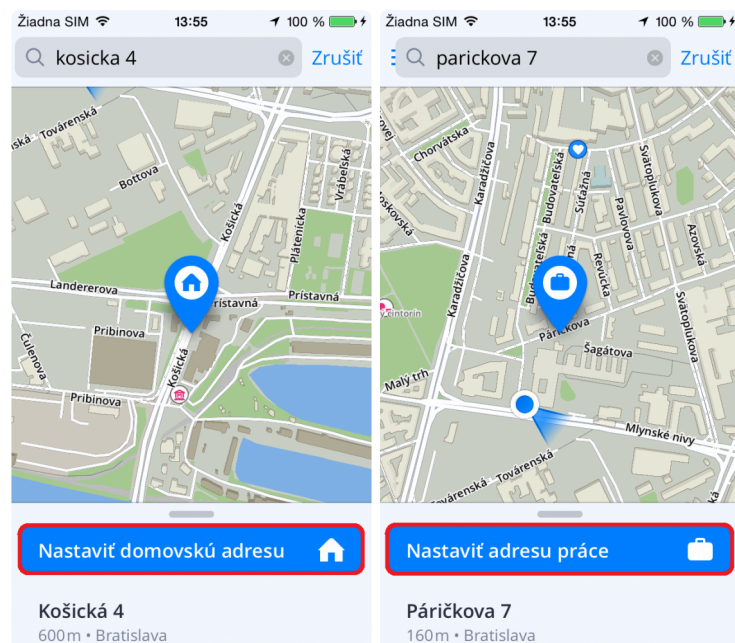 Žiadna SIM 13:55 100 %
kosicka 4 Zrušiť
Továrenská
Bottova
Vrábeľská
Košická
Plátenícka
Landererova
Prístavná
Prístavná
Pribinova
Čulenova
Košická
Pribinova
Nastaviť domovskú adresu
Košická 4
600m • Bratislava
Žiadna SIM 13:55 100 %
parickova 7 Zrušiť
Chorvátska
Karadžičova
Budovateľská
Súťažná
Svätoplukova
Pavlovova
Azovská
Revúcka
Karadžičova
Páričkova
Šagátova
Svätoplukova
Malý trh
Mlynské nivy
Továrenská
Nastaviť adresu práce
Páričkova 7
160m • Bratislava